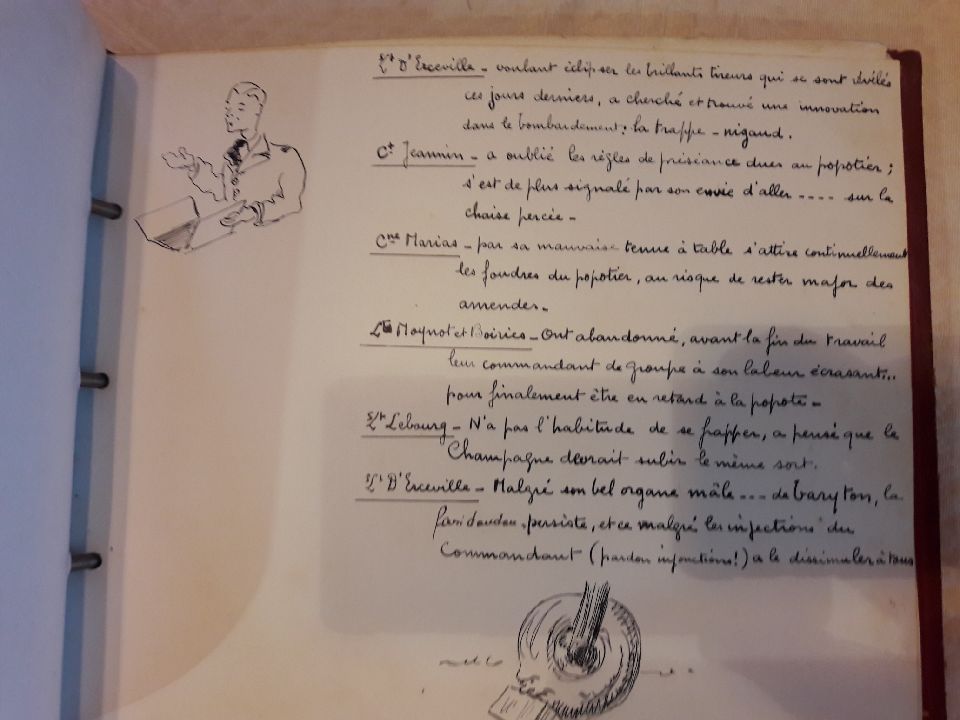 S/Lt D'Esceville - voulant éclipser les brillants tireurs qui se sont révélés
ces jours derniers, a cherché et trouvé une innovation
dans le bombardement : la trappe - nigaud.
Ct Jeannin - a oublié les règles de préséance dues au popotier ;
s'est de plus signalé par son envie d'aller .... sur la
chaise percée -
Cne Marias - par sa mauvaise tenue à table s'attire continuellement
les foudres du popotier, au risque de rester major des
amendes -
Lts Moynot et Boiries - Ont abandonné, avant la fin du travail
leur commandant de groupe à son labeur écrasant...
pour finalement être en retard à la popote -
S/Lt Lebourg - N'a pas l'habitude de se frapper, a pensé que le
Champagne devrait subir le même sort.
S/Lt D'Esceville - Malgré son bel organe mâle ... de baryton, la
persiste, et ce malgré les injections du
Commandant (pardon injonctions !) a le dissimuler à tous